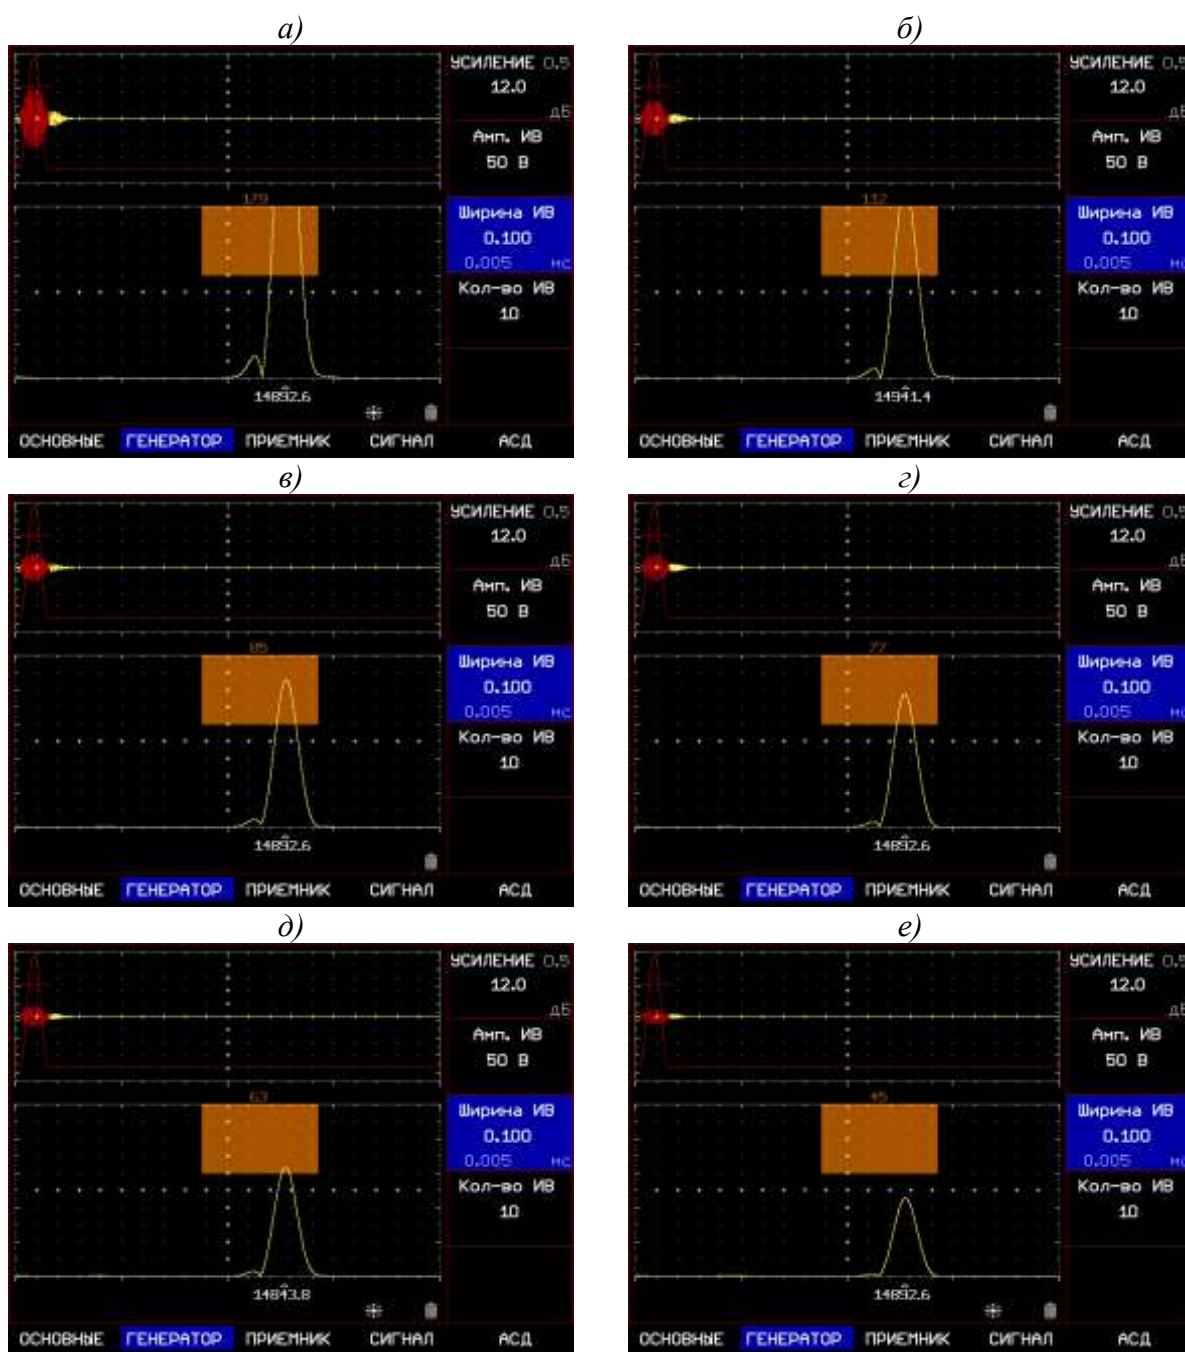 а)
УСИЛЕНИЕ 0.5
12.0
дБ
Амп. ИВ
50 В
179
Ширина ИВ
0.100
0.005 мс
Кол-во ИВ
10
14892.6
ОСНОВНЫЕ ГЕНЕРАТОР ПРИЕМНИК СИГНАЛ АСД
б)
УСИЛЕНИЕ 0.5
12.0
дБ
Амп. ИВ
50 В
112
Ширина ИВ
0.100
0.005 мс
Кол-во ИВ
10
14941.4
ОСНОВНЫЕ ГЕНЕРАТОР ПРИЕМНИК СИГНАЛ АСД
в)
УСИЛЕНИЕ 0.5
12.0
дБ
Амп. ИВ
50 В
85
Ширина ИВ
0.100
0.005 мс
Кол-во ИВ
10
14892.6
ОСНОВНЫЕ ГЕНЕРАТОР ПРИЕМНИК СИГНАЛ АСД
г)
УСИЛЕНИЕ 0.5
12.0
дБ
Амп. ИВ
50 В
77
Ширина ИВ
0.100
0.005 мс
Кол-во ИВ
10
14892.6
ОСНОВНЫЕ ГЕНЕРАТОР ПРИЕМНИК СИГНАЛ АСД
д)
УСИЛЕНИЕ 0.5
12.0
дБ
Амп. ИВ
50 В
63
Ширина ИВ
0.100
0.005 мс
Кол-во ИВ
10
14843.8
ОСНОВНЫЕ ГЕНЕРАТОР ПРИЕМНИК СИГНАЛ АСД
е)
УСИЛЕНИЕ 0.5
12.0
дБ
Амп. ИВ
50 В
45
Ширина ИВ
0.100
0.005 мс
Кол-во ИВ
10
14892.6
ОСНОВНЫЕ ГЕНЕРАТОР ПРИЕМНИК СИГНАЛ АСД